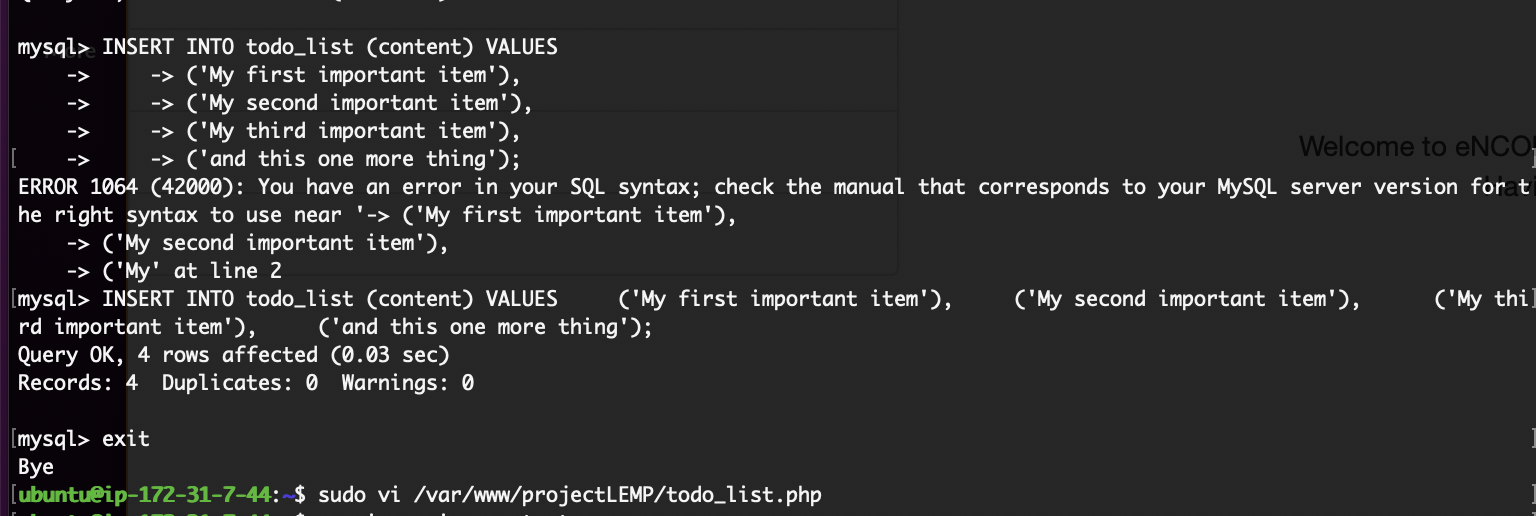 mysql> INSERT INTO todo_list (content) VALUES
    ->     -> ('My first important item'),
    ->     -> ('My second important item'),
    ->     -> ('My third important item'),
[    ->     -> ('and this one more thing');
ERROR 1064 (42000): You have an error in your SQL syntax; check the manual that corresponds to your MySQL server version for t
he right syntax to use near '-> ('My first important item'),
    -> ('My second important item'),
    -> ('My' at line 2
[mysql> INSERT INTO todo_list (content) VALUES     ('My first important item'),     ('My second important item'),      ('My thi]
rd important item'),     ('and this one more thing');
Query OK, 4 rows affected (0.03 sec)
Records: 4  Duplicates: 0  Warnings: 0
[mysql> exit ]
Bye
[ubuntu@ip-172-31-7-44:~$ sudo vi /var/www/projectLEMP/todo_list.php ]
Welcome to eNCO